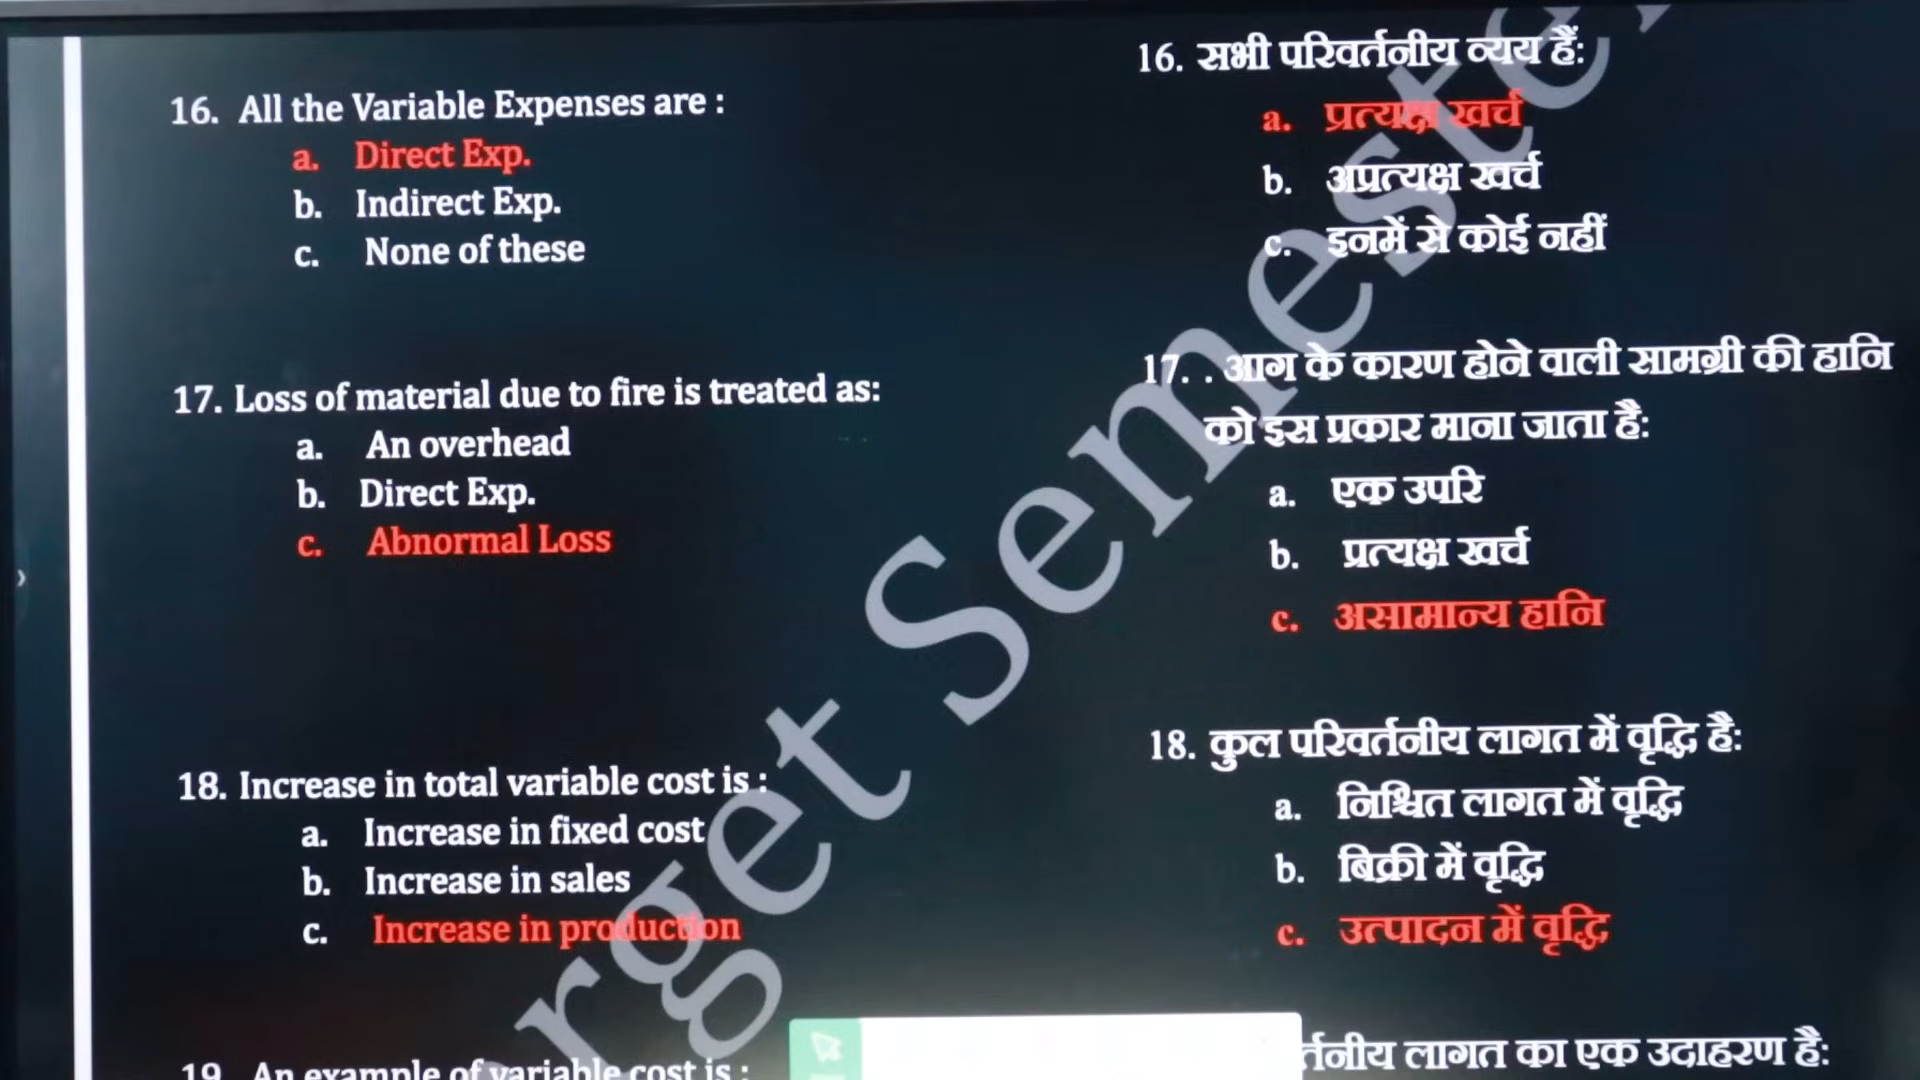 16. All the Variable Expenses are :
a. Direct Exp.
b. Indirect Exp.
c. None of these
17. Loss of material due to fire is treated as:
a. An overhead
b. Direct Exp.
c. Abnormal Loss
18. Increase in total variable cost is :
a. Increase in fixed cost
b. Increase in sales
c. Increase in production
19. An example of variable cost is :
16. सभी परिवर्तनीय व्यय हैं:
a. प्रत्यक्ष खर्च
b. अप्रत्यक्ष खर्च
c. इनमें से कोई नहीं
17. . आग के कारण होने वाली सामग्री की हानि
को इस प्रकार माना जाता है:
a. एक उपरि
b. प्रत्यक्ष खर्च
c. असामान्य हानि
18. कुल परिवर्तनीय लागत में वृद्धि है:
a. निश्चित लागत में वृद्धि
b. बिक्री में वृद्धि
c. उत्पादन में वृद्धि
लागत का एक उदाहरण है: